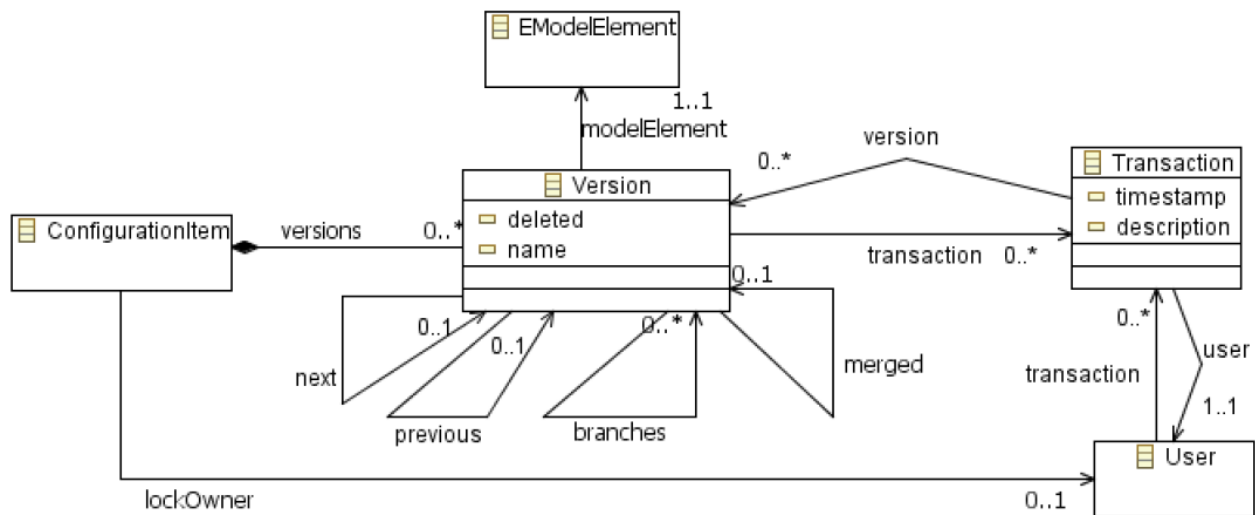 EModelElement
1..1
modelElement
version
0..*
Transaction
timestamp
description
Version
deleted
name
ConfigurationItem
versions
0..*
transaction
0..*
0..1
0..1
0..1
0..*
0..*
next
previous
branches
merged
transaction
user
1..1
User
lockOwner
0..1